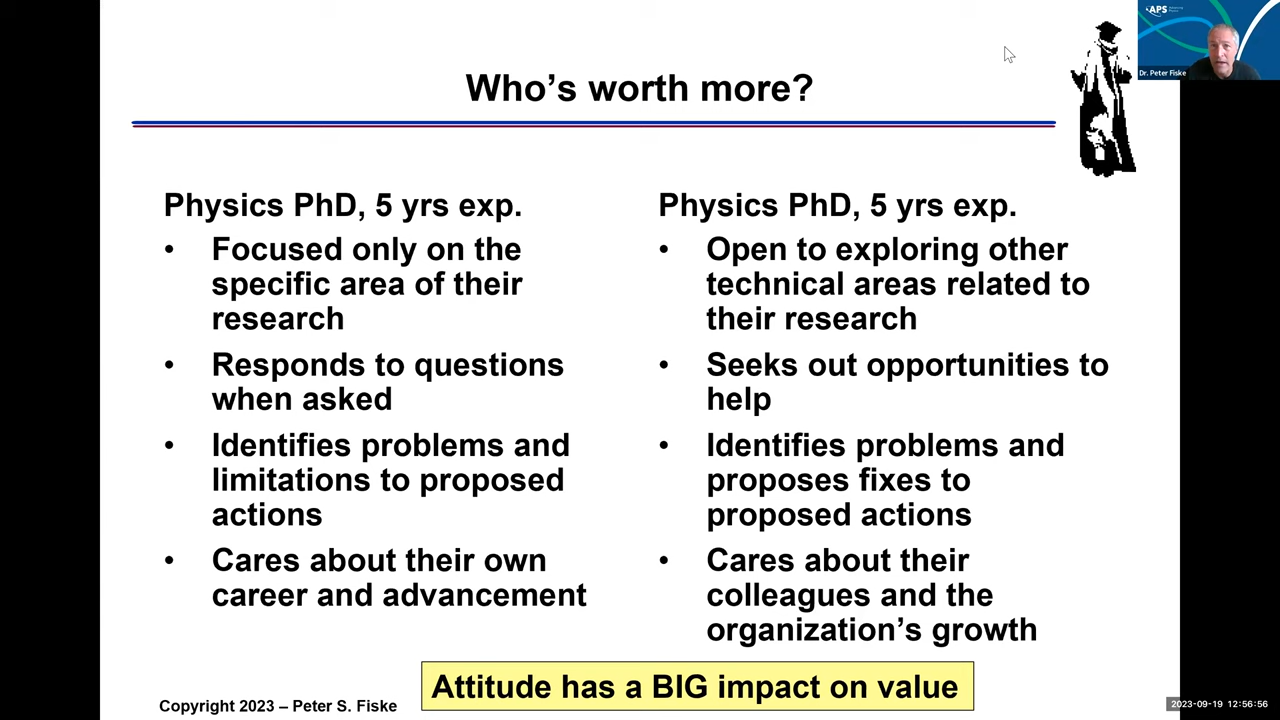 APS
Dr. Peter Fiske
Who's worth more?
Physics PhD, 5 yrs exp.
• Focused only on the
specific area of their
research
• Responds to questions
when asked
• Identifies problems and
limitations to proposed
actions
• Cares about their own
career and advancement
Physics PhD, 5 yrs exp.
• Open to exploring other
technical areas related to
their research
• Seeks out opportunities to
help
• Identifies problems and
proposes fixes to
proposed actions
• Cares about their
colleagues and the
organization's growth
Attitude has a BIG impact on value
Copyright 2023 – Peter S. Fiske
2023-09-19 12:56:56